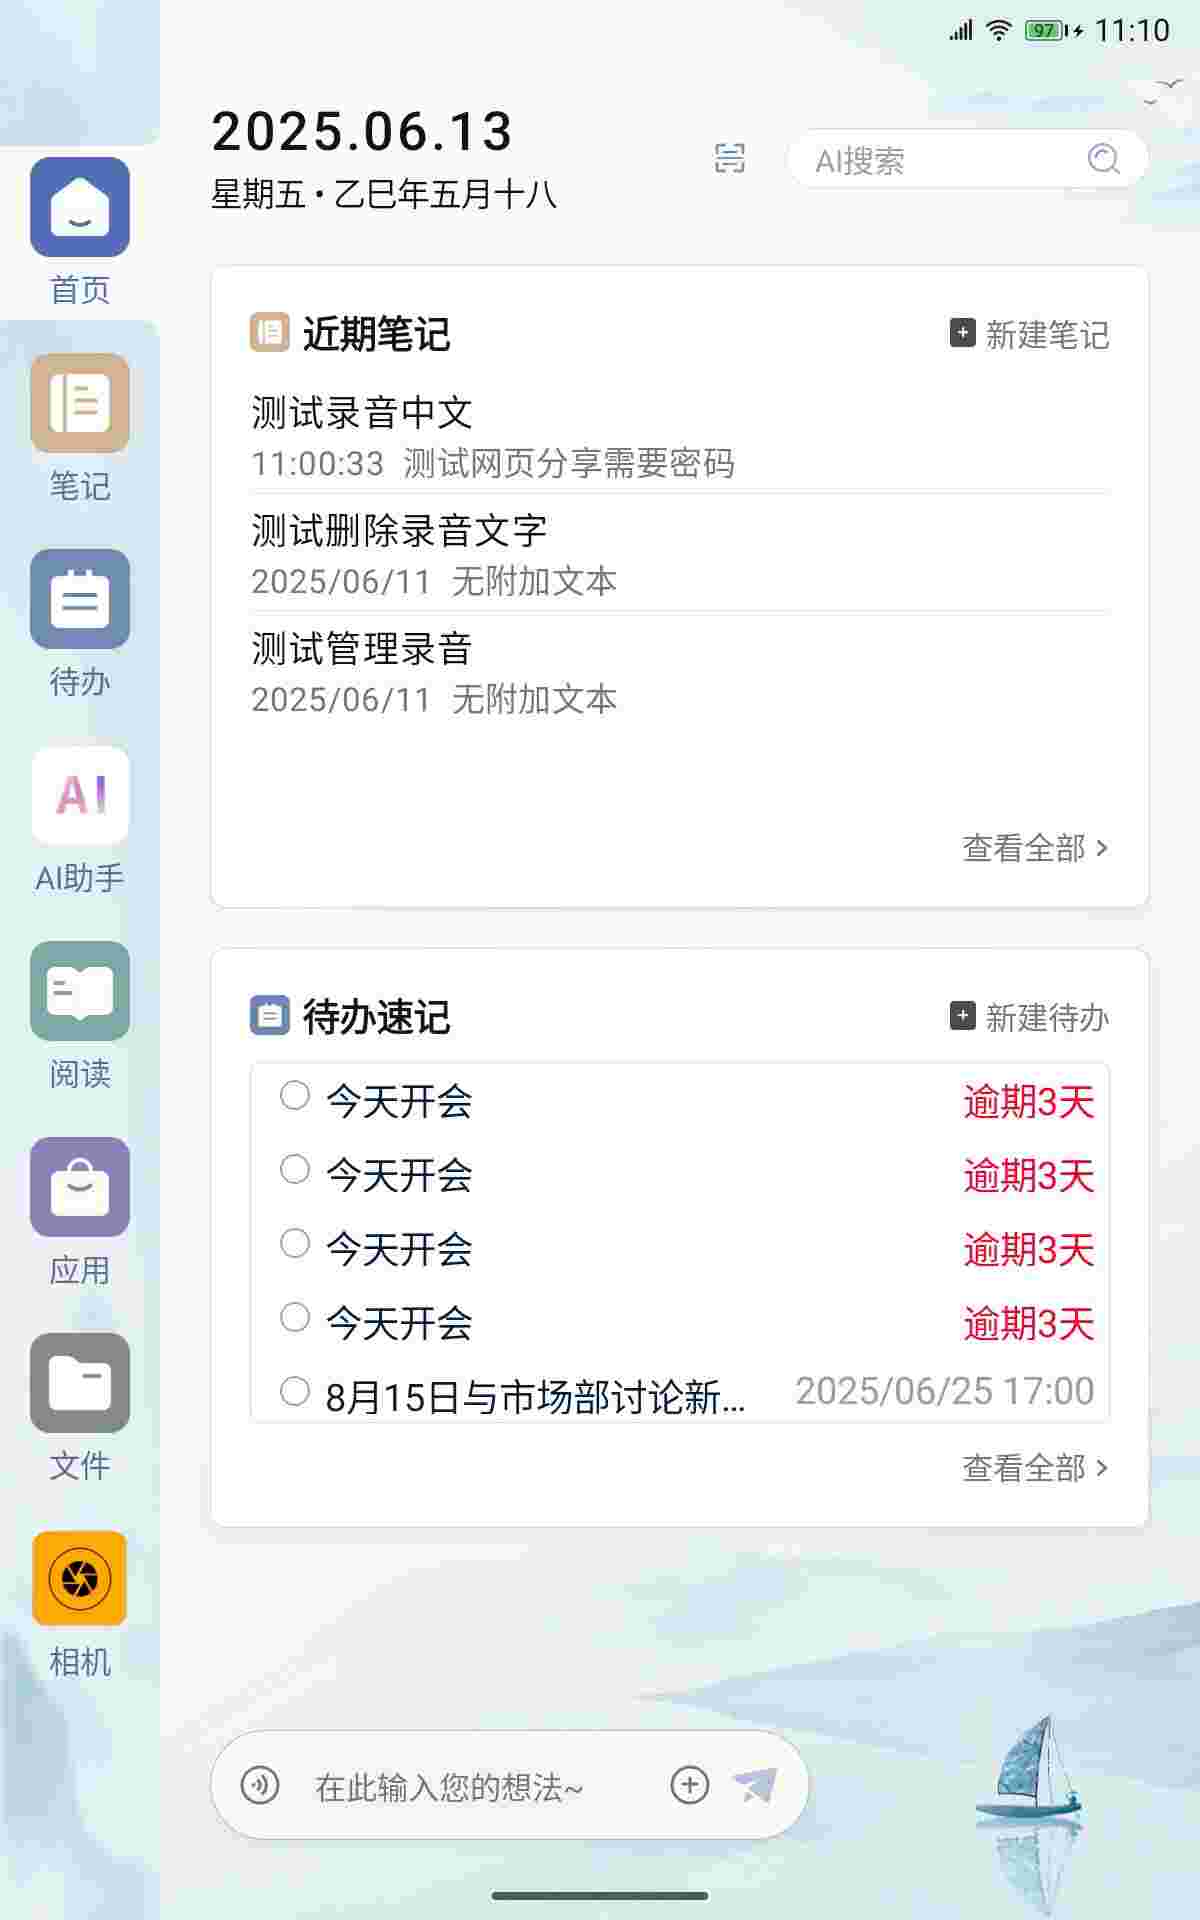 97 11:10
2025.06.13
星期五·乙巳年五月十八
AI搜索
首页
笔记
待办
AI
AI助手
阅读
应用
文件
相机
近期笔记
新建笔记
测试录音中文
11:00:33 测试网页分享需要密码
测试删除录音文字
2025/06/11 无附加文本
测试管理录音
2025/06/11 无附加文本
查看全部
待办速记
新建待办
今天开会 逾期3天
今天开会 逾期3天
今天开会 逾期3天
今天开会 逾期3天
8月15日与市场部讨论新... 2025/06/25 17:00
查看全部
在此输入您的想法~